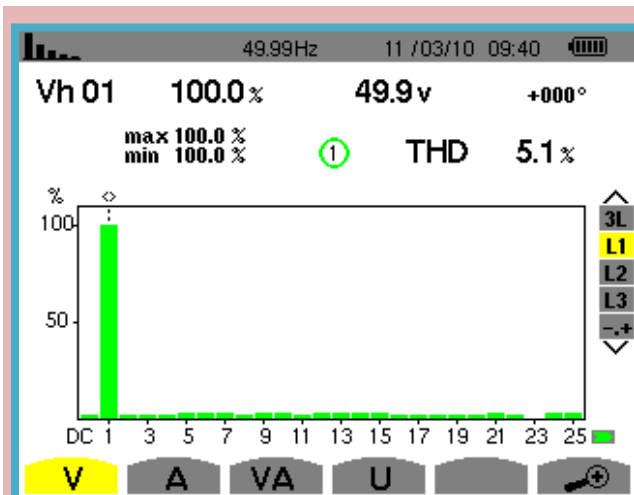 49.99Hz 11 /03/10 09:40
Vh 01 100.0 % 49.9 v +000°
max 100.0 %
min 100.0 %
1 THD 5.1 %
%
100
50
3L
L1
L2
L3
-.+
DC 1 3 5 7 9 11 13 15 17 19 21 23 25
V A VA U